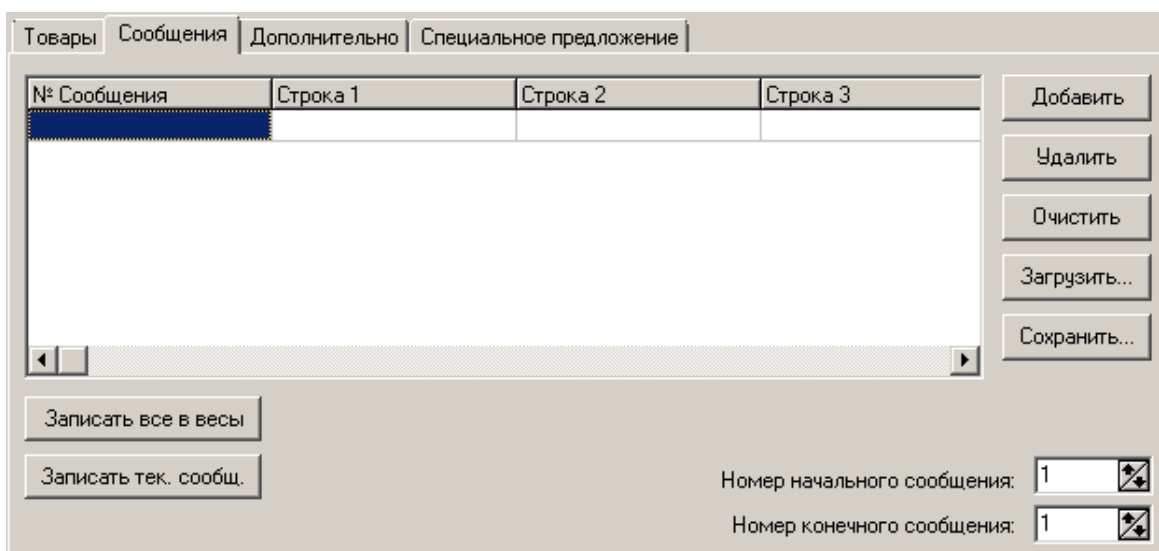 Товары Сообщения Дополнительно Специальное предложение
№ Сообщения Строка 1 Строка 2 Строка 3
Добавить
Удалить
Очистить
Загрузить...
Сохранить...
Записать все в весы
Записать тек. сообщ.
Номер начального сообщения: 1
Номер конечного сообщения: 1